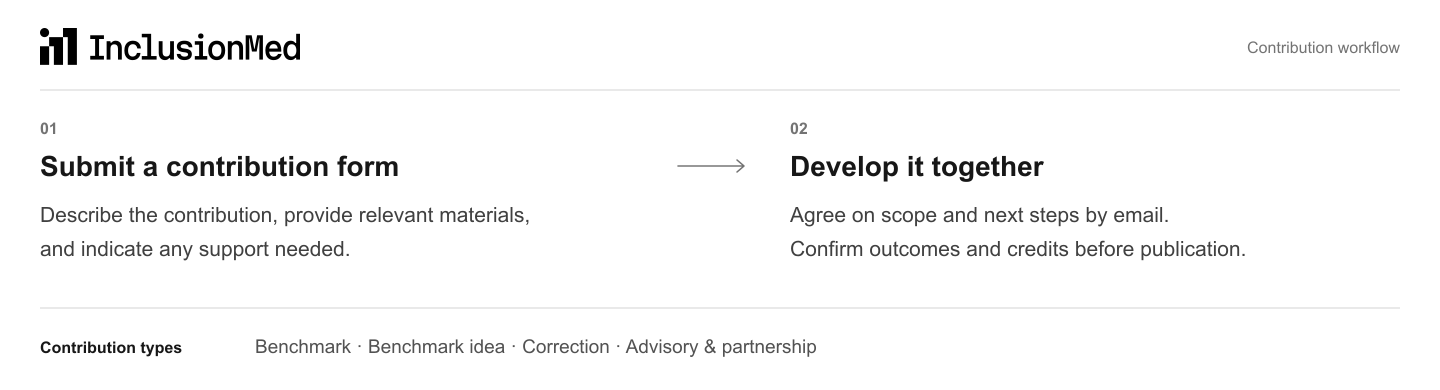 InclusionMed
Contribution workflow
01
Submit a contribution form
Describe the contribution, provide relevant materials,
and indicate any support needed.
02
Develop it together
Agree on scope and next steps by email.
Confirm outcomes and credits before publication.
Contribution types
Benchmark · Benchmark idea · Correction · Advisory & partnership